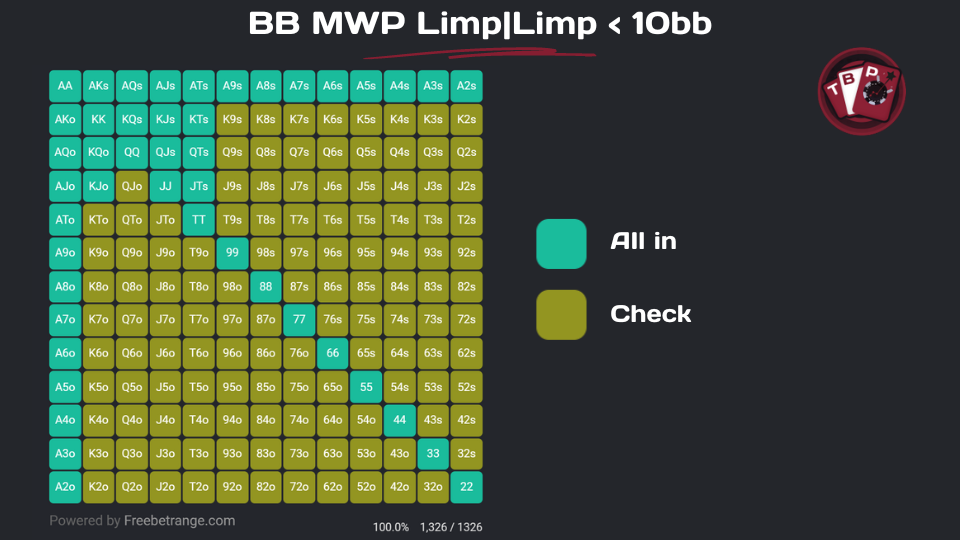 BB MWP Limp|Limp < 10bb
AA AKs AQs AJs ATs A9s A8s A7s A6s A5s A4s A3s A2s
AKo KK KQs KJs KTs K9s K8s K7s K6s K5s K4s K3s K2s
AQo KQo QQ QJs QTs Q9s Q8s Q7s Q6s Q5s Q4s Q3s Q2s
AJo KJo QJo JJ JTs J9s J8s J7s J6s J5s J4s J3s J2s
ATo KTo QTo JTo TT T9s T8s T7s T6s T5s T4s T3s T2s
A9o K9o Q9o J9o T9o 99 98s 97s 96s 95s 94s 93s 92s
A8o K8o Q8o J8o T8o 98o 88 87s 86s 85s 84s 83s 82s
A7o K7o Q7o J7o T7o 97o 87o 77 76s 75s 74s 73s 72s
A6o K6o Q6o J6o T6o 96o 86o 76o 66 65s 64s 63s 62s
A5o K5o Q5o J5o T5o 95o 85o 75o 65o 55 54s 53s 52s
A4o K4o Q4o J4o T4o 94o 84o 74o 64o 54o 44 43s 42s
A3o K3o Q3o J3o T3o 93o 83o 73o 63o 53o 43o 33 32s
A2o K2o Q2o J2o T2o 92o 82o 72o 62o 52o 42o 32o 22
Powered by Freebetrange.com
100.0% 1,326 / 1326
T B P
All in
Check